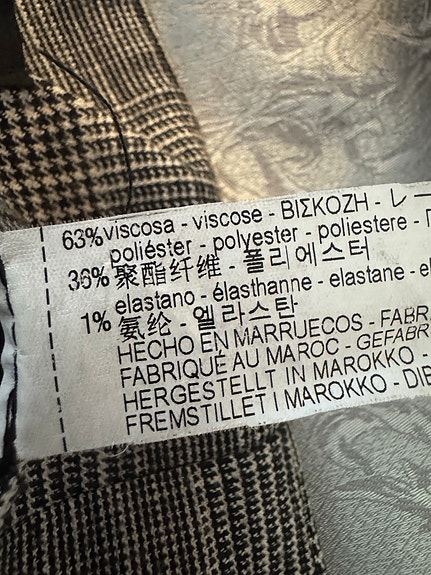 63% viscosa - viscose - ΒΙΣΚΟΖΗ - レー
poliéster - polyester - poliestere -
36% 聚酯纤维 - 폴리에스터
elastano - élasthanne - elastane -
1% 氨纶 - 엘라스탄
HECHO EN MARRUECOS - FABR
FABRIQUÉ AU MAROC - GEFABR
HERGESTELLT IN MAROKKO -
FREMSTILLET I MAROKKO - DIB